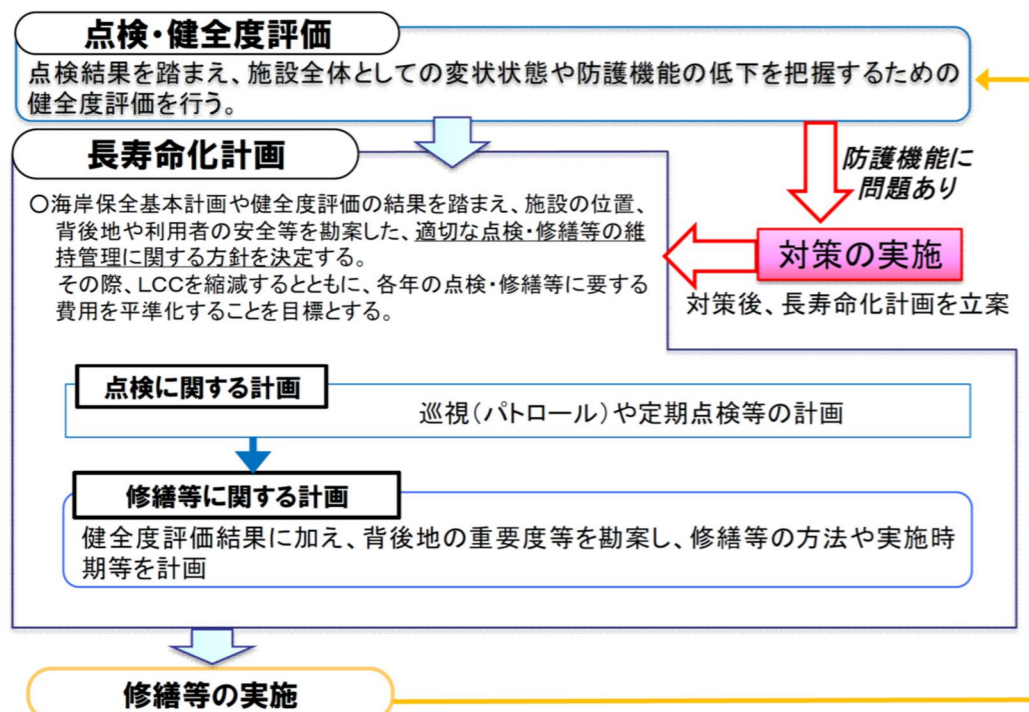 点検・健全度評価
点検結果を踏まえ、施設全体としての変状状態や防護機能の低下を把握するための
健全度評価を行う。
防護機能に
問題あり
対策の実施
対策後、長寿命化計画を立案
長寿命化計画
○海岸保全基本計画や健全度評価の結果を踏まえ、施設の位置、
背後地や利用者の安全等を勘案した、適切な点検・修繕等の維
持管理に関する方針を決定する。
その際、LCCを縮減するとともに、各年の点検・修繕等に要する
費用を平準化することを目標とする。
点検に関する計画
巡視(パトロール)や定期点検等の計画
修繕等に関する計画
健全度評価結果に加え、背後地の重要度等を勘案し、修繕等の方法や実施時
期等を計画
修繕等の実施